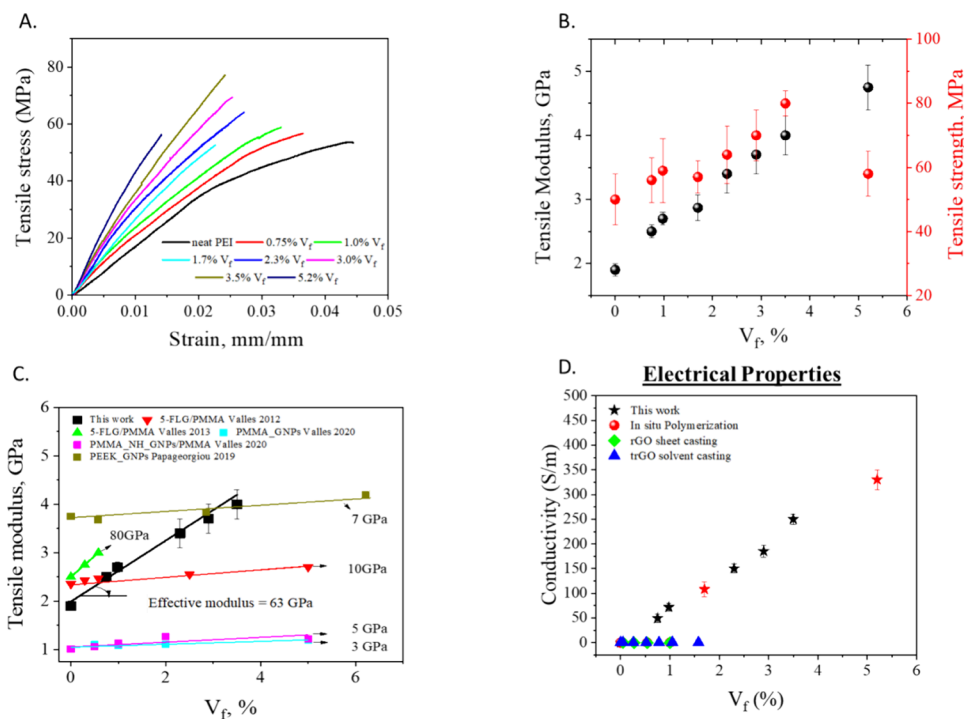 A.
Tensile stress (MPa)
80
60
40
20
0
neat PEI 0.75% Vf 1.0% Vf
1.7% Vf 2.3% Vf 3.0% Vf
3.5% Vf 5.2% Vf
0.00 0.01 0.02 0.03 0.04 0.05
Strain, mm/mm
B.
Tensile Modulus, GPa
5
4
3
2
100
90
80
70
60
50
40
30
20
Tensile strength, MPa
0 1 2 3 4 5 6
Vf, %
C.
Tensile modulus, GPa
6
5
4
3
2
1
This work 5-FLG/PMMA Valles 2012
5-FLG/PMMA Valles 2013 PMMA_GNPs Valles 2020
PMMA_NH_GNPs/PMMA Valles 2020
PEEK_GNPs Papageorgiou 2019
7 GPa
80GPa
10GPa
Effective modulus = 63 GPa
5 GPa
3 GPa
0 2 4 6
Vf, %
D.
Electrical Properties
Conductivity (S/m)
500
450
400
350
300
250
200
150
100
50
0
This work
In situ Polymerization
rGO sheet casting
trGO solvent casting
0 1 2 3 4 5 6
Vf (%)